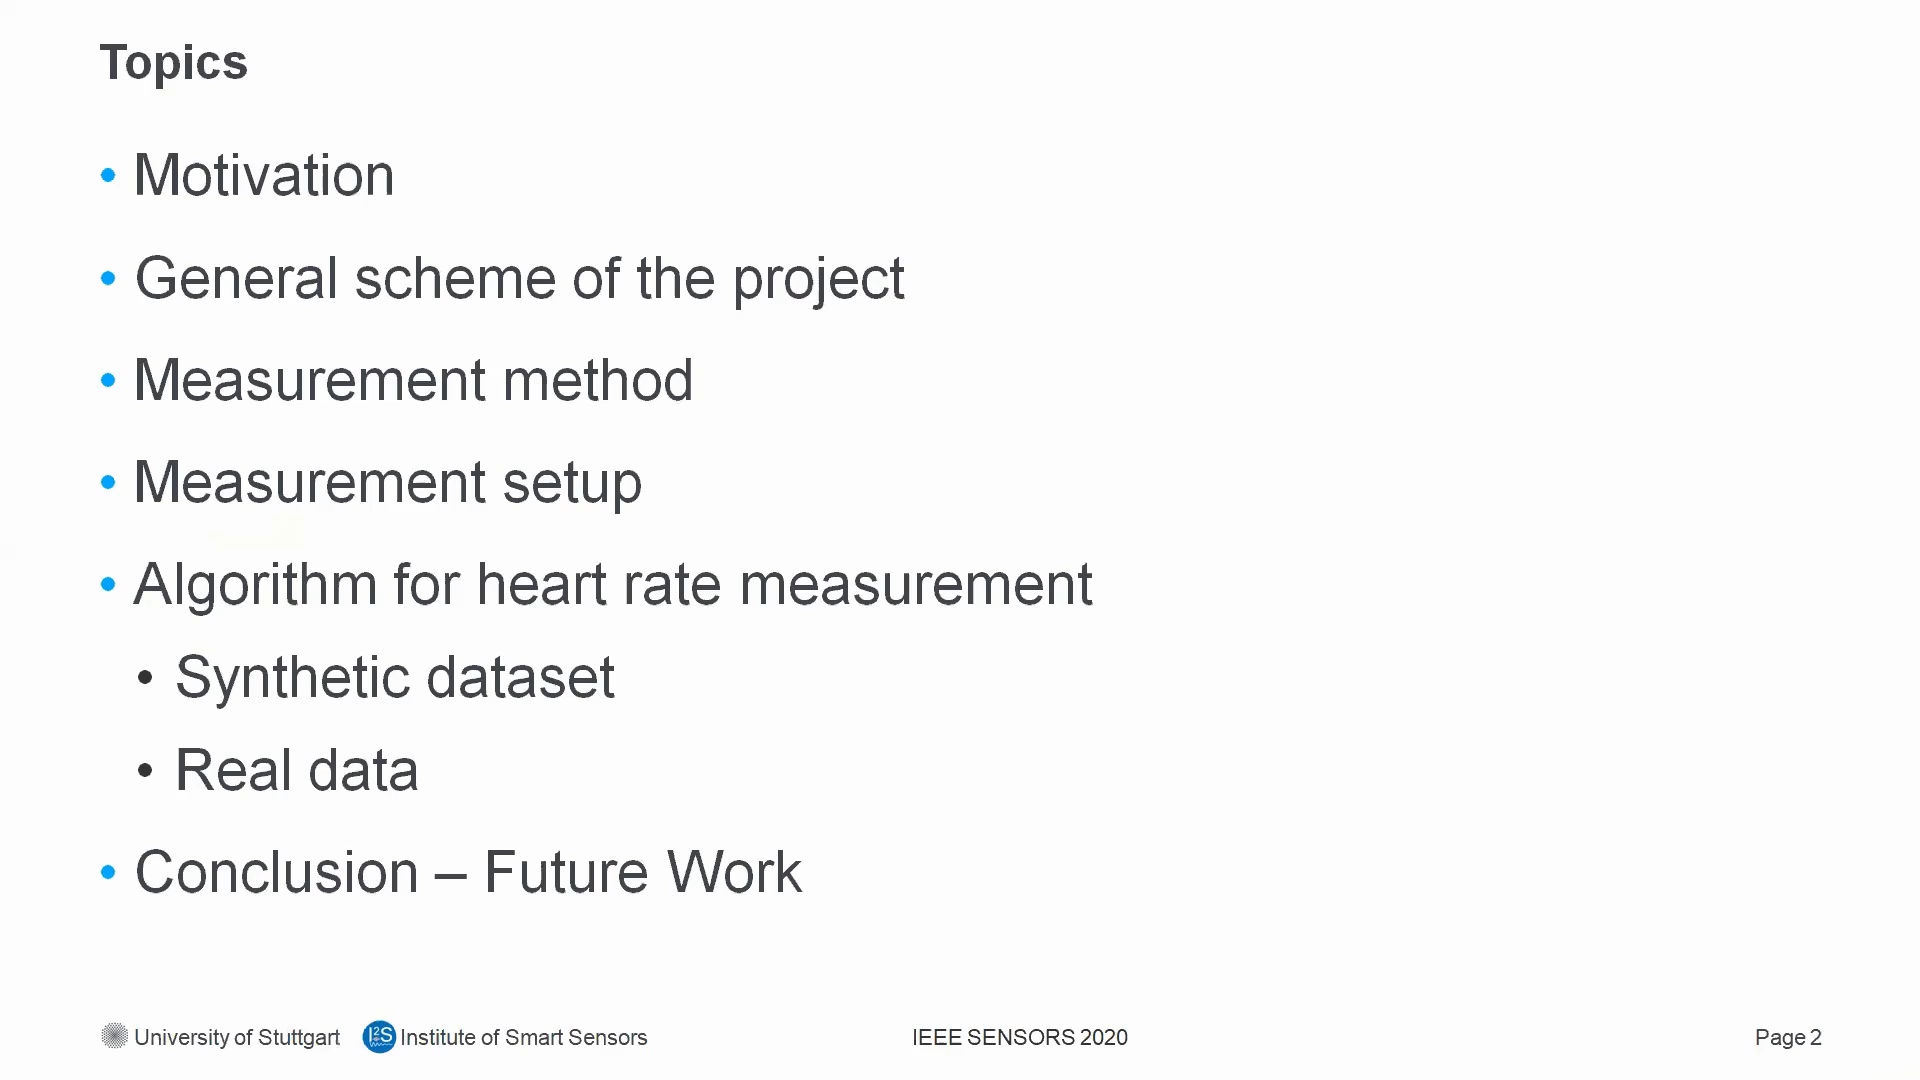 Topics
• Motivation
• General scheme of the project
• Measurement method
• Measurement setup
• Algorithm for heart rate measurement
• Synthetic dataset
• Real data
• Conclusion – Future Work
University of Stuttgart I2S Institute of Smart Sensors IEEE SENSORS 2020 Page 2